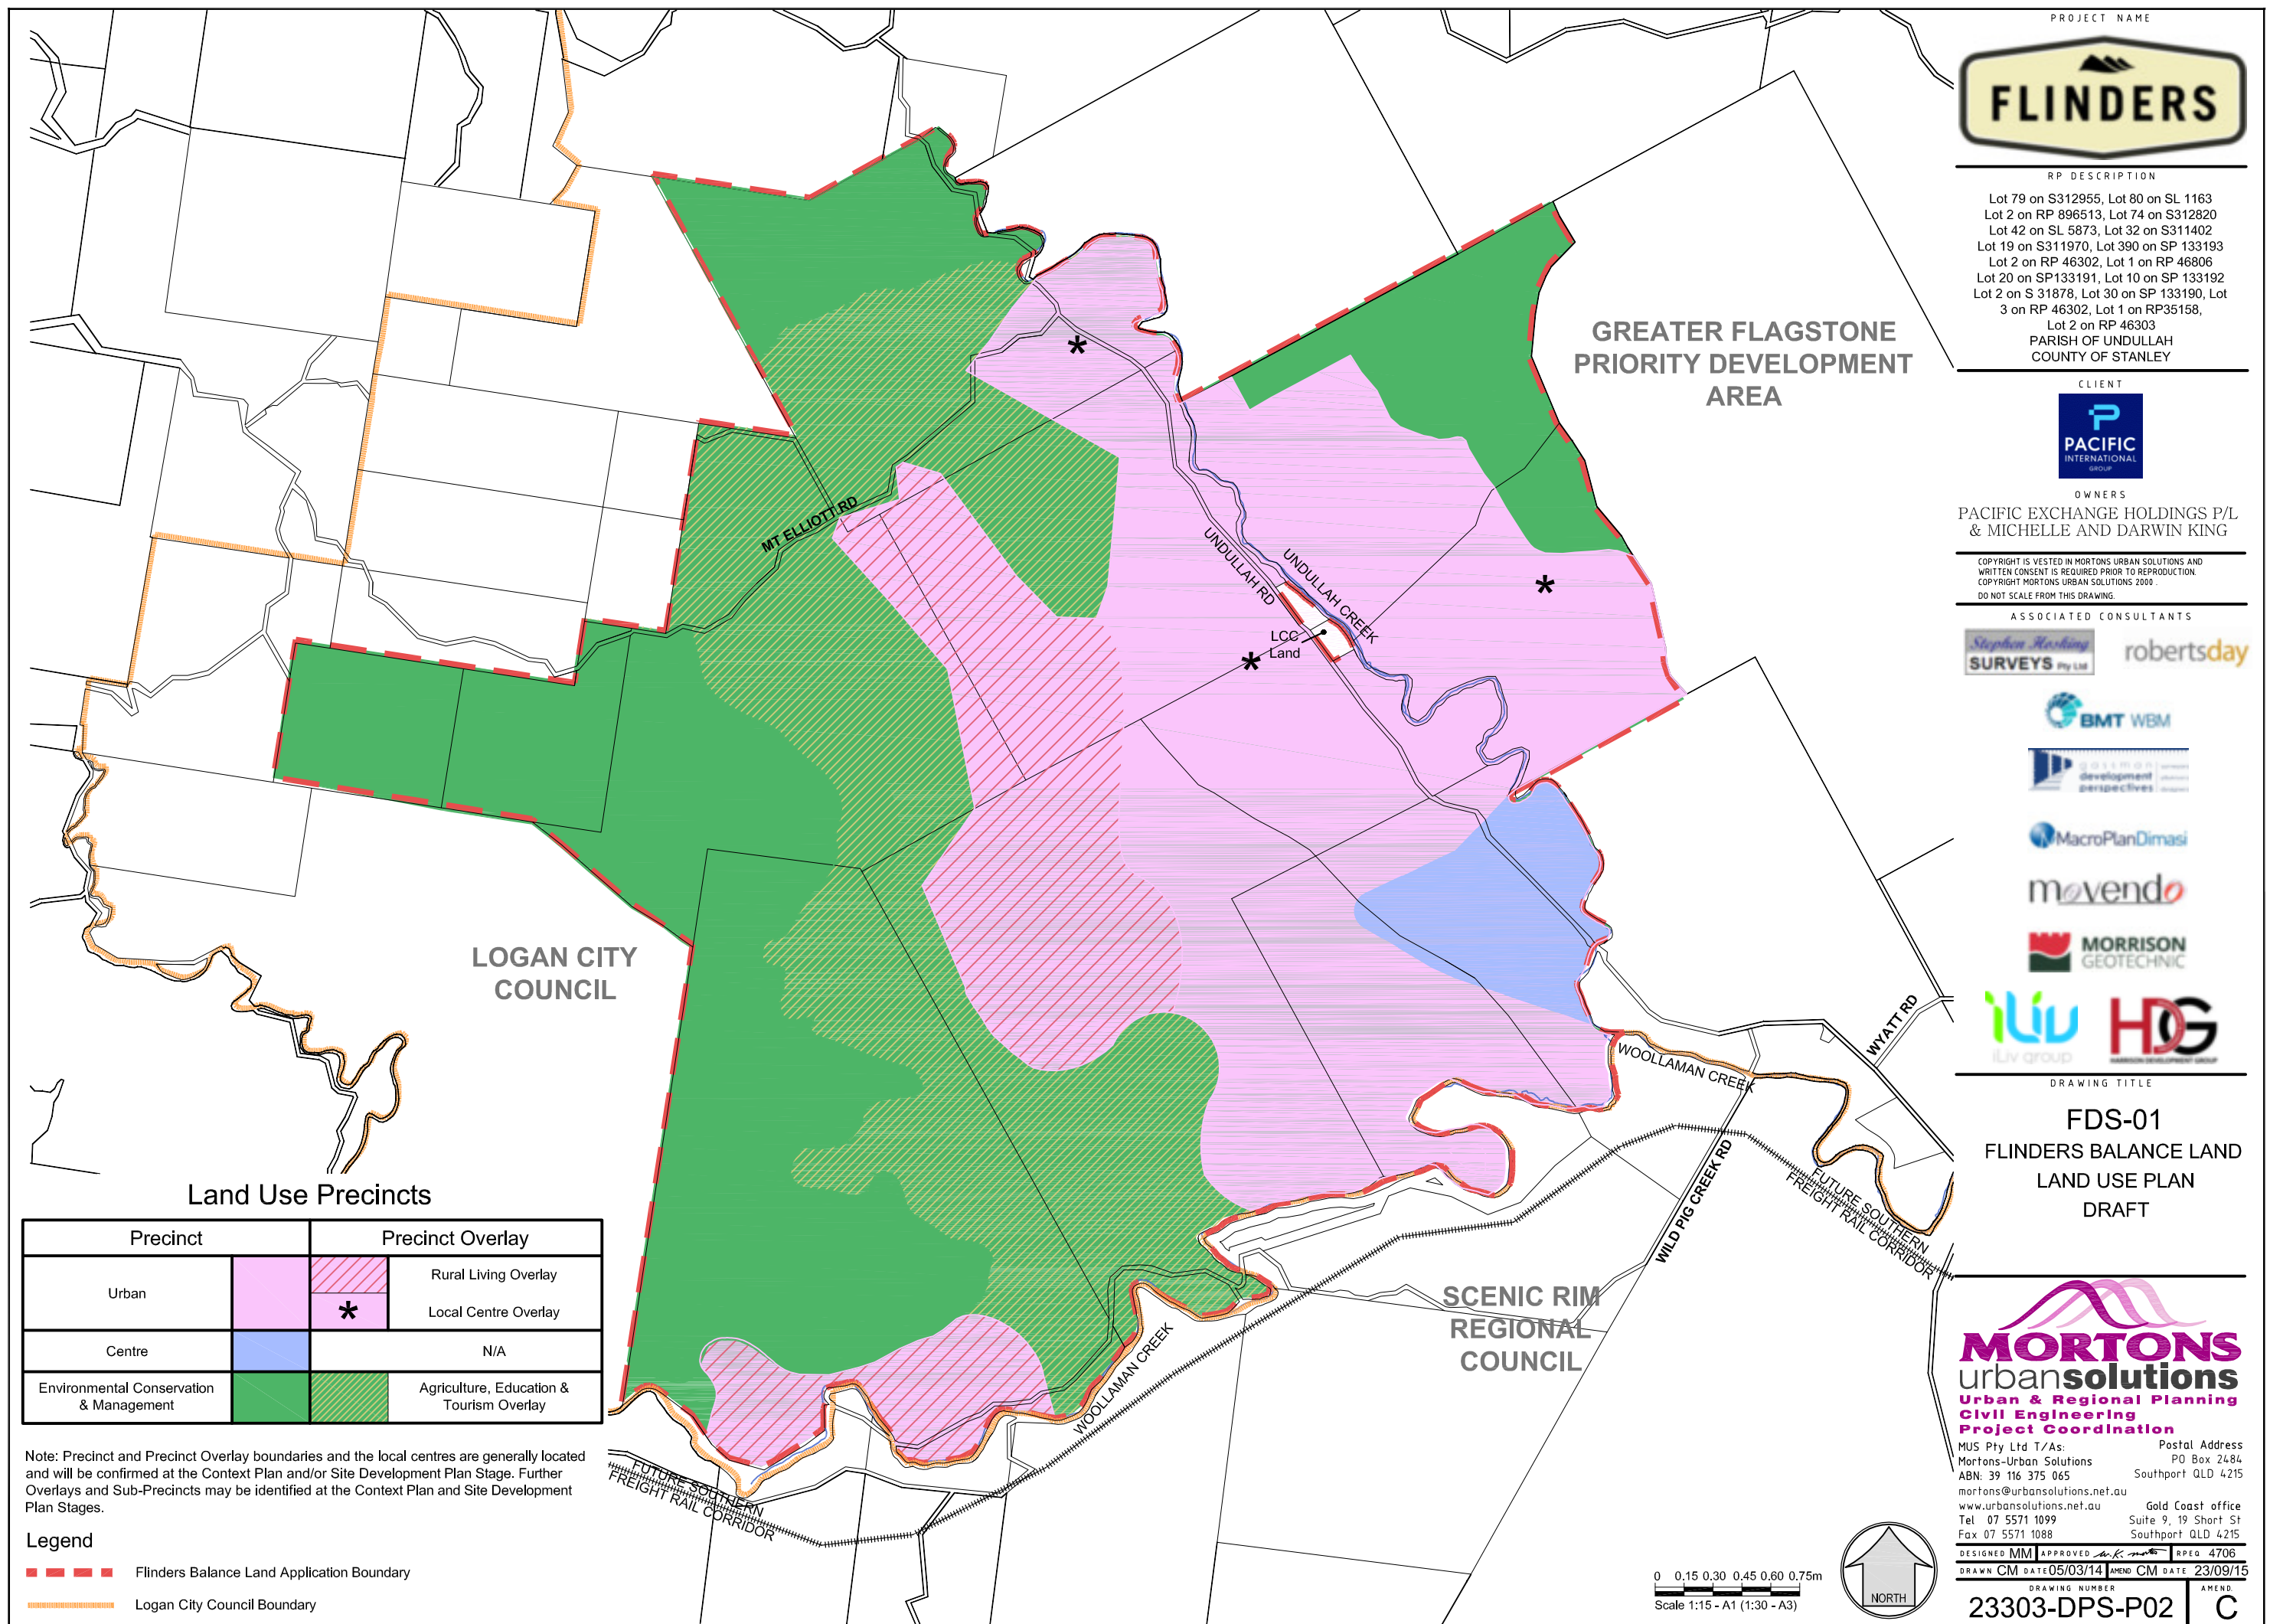 GREATER FLAGSTONE
PRIORITY DEVELOPMENT
AREA
MT ELLIOTT RD
UNDULLAH RD
UNDULLAH CREEK
LCC
Land
*
*
*
LOGAN CITY
COUNCIL
WYATT RD
WOOLLAMAN CREEK
WILD PIG CREEK RD
FUTURE SOUTHERN
FREIGHT RAIL CORRIDOR
SCENIC RIM
REGIONAL
COUNCIL
WOOLLAMAN CREEK
FUTURE SOUTHERN
FREIGHT RAIL CORRIDOR
Land Use Precincts
Precinct
Precinct Overlay
Urban
Rural Living Overlay
*
Local Centre Overlay
Centre
N/A
Environmental Conservation
& Management
Agriculture, Education &
Tourism Overlay
Note: Precinct and Precinct Overlay boundaries and the local centres are generally located
and will be confirmed at the Context Plan and/or Site Development Plan Stage. Further
Overlays and Sub-Precincts may be identified at the Context Plan and Site Development
Plan Stages.
Legend
Flinders Balance Land Application Boundary
Logan City Council Boundary
0 0.15 0.30 0.45 0.60 0.75m
Scale 1:15 - A1 (1:30 - A3)
NORTH
PROJECT NAME
FLINDERS
RP DESCRIPTION
Lot 79 on S312955, Lot 80 on SL 1163
Lot 2 on RP 896513, Lot 74 on S312820
Lot 42 on SL 5873, Lot 32 on S311402
Lot 19 on S311970, Lot 390 on SP 133193
Lot 2 on RP 46302, Lot 1 on RP 46806
Lot 20 on SP133191, Lot 10 on SP 133192
Lot 2 on S 31878, Lot 30 on SP 133190, Lot
3 on RP 46302, Lot 1 on RP35158,
Lot 2 on RP 46303
PARISH OF UNDULLAH
COUNTY OF STANLEY
CLIENT
PACIFIC
INTERNATIONAL
GROUP
OWNERS
PACIFIC EXCHANGE HOLDINGS P/L
& MICHELLE AND DARWIN KING
COPYRIGHT IS VESTED IN MORTONS URBAN SOLUTIONS AND
WRITTEN CONSENT IS REQUIRED PRIOR TO REPRODUCTION.
COPYRIGHT MORTONS URBAN SOLUTIONS 2000 .
DO NOT SCALE FROM THIS DRAWING.
ASSOCIATED CONSULTANTS
Stephen Hosking
SURVEYS Pty Ltd
robertsday
BMT WBM
development
perspectives
MacroPlanDimasi
movendo
MORRISON
GEOTECHNIC
iLiv
iLiv group
HDG
HARRISON DEVELOPMENT GROUP
DRAWING TITLE
FDS-01
FLINDERS BALANCE LAND
LAND USE PLAN
DRAFT
MORTONS
urbansolutions
Urban & Regional Planning
Civil Engineering
Project Coordination
MUS Pty Ltd T/As:
Mortons-Urban Solutions
ABN: 39 116 375 065
Postal Address
PO Box 2484
Southport QLD 4215
mortons@urbansolutions.net.au
www.urbansolutions.net.au
Tel 07 5571 1099
Fax 07 5571 1088
Gold Coast office
Suite 9, 19 Short St
Southport QLD 4215
DESIGNED MM APPROVED RPEQ 4706
DRAWN CM DATE 05/03/14 AMEND CM DATE 23/09/15
DRAWING NUMBER
23303-DPS-P02
AMEND.
C